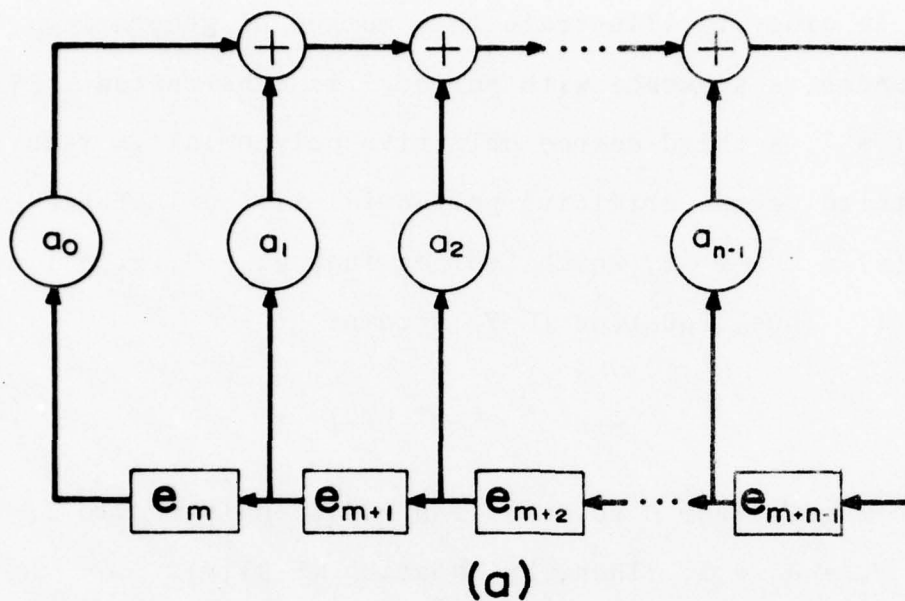 + + ... +
a₀ a₁ a₂ aₙ₋₁
eₘ eₘ₊₁ eₘ₊₂ ... eₘ₊ₙ₋₁
(a)